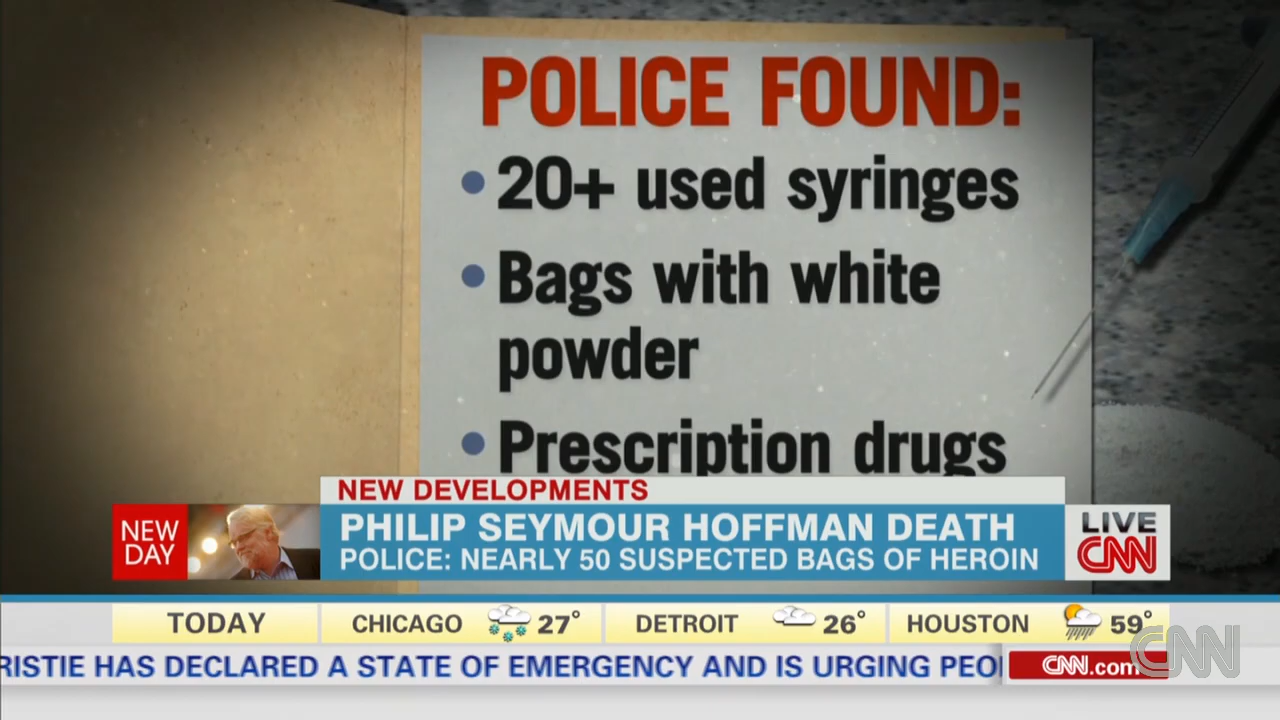 POLICE FOUND:
• 20+ used syringes
• Bags with white
powder
• Prescription drugs
NEW DEVELOPMENTS
NEW
DAY
PHILIP SEYMOUR HOFFMAN DEATH
POLICE: NEARLY 50 SUSPECTED BAGS OF HEROIN
LIVE
CNN
TODAY CHICAGO 27° DETROIT 26° HOUSTON 59°
RISTIE HAS DECLARED A STATE OF EMERGENCY AND IS URGING PEO
CNN.com
CNN